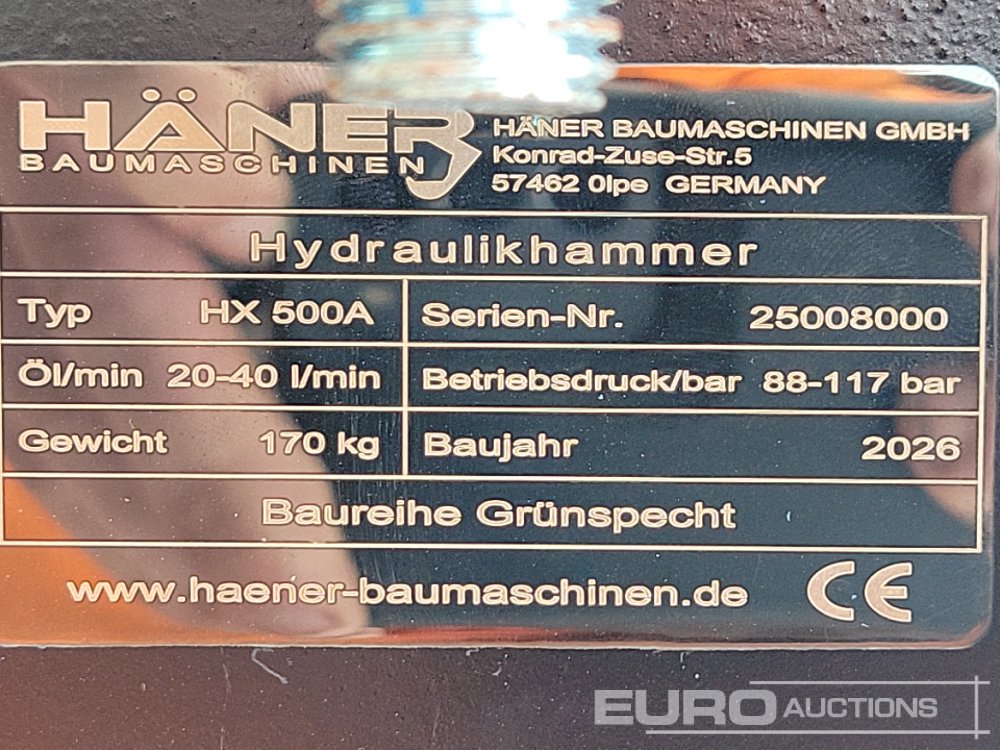 HÄNER
BAUMASCHINEN
HÄNER BAUMASCHINEN GMBH
Konrad-Zuse-Str.5
57462 Olpe GERMANY
Hydraulikhammer
Typ HX 500A Serien-Nr. 25008000
Öl/min 20-40 l/min Betriebsdruck/bar 88-117 bar
Gewicht 170 kg Baujahr 2026
Baureihe Grünspecht
www.haener-baumaschinen.de CE
EURO AUCTIONS